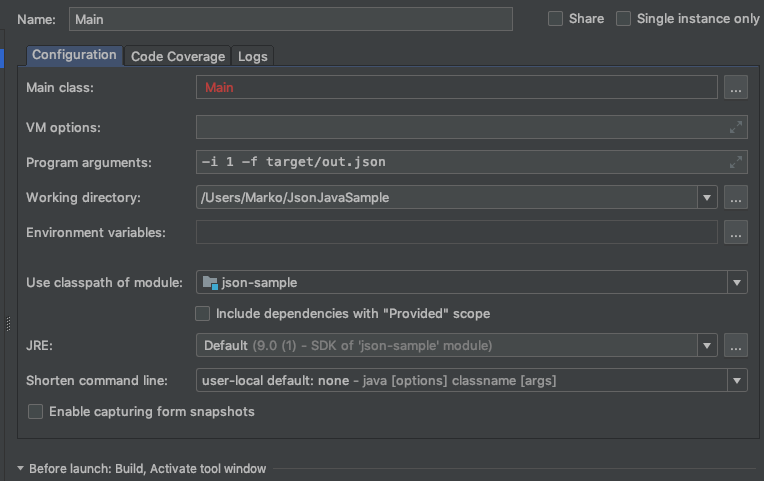 Name: Main Share Single instance only
Configuration Code Coverage Logs
Main class: Main ...
VM options:
Program arguments: -i 1 -f target/out.json
Working directory: /Users/Marko/JsonJavaSample ...
Environment variables: ...
Use classpath of module: json-sample
Include dependencies with "Provided" scope
JRE: Default (9.0 (1) - SDK of 'json-sample' module) ...
Shorten command line: user-local default: none - java [options] classname [args]
Enable capturing form snapshots
Before launch: Build, Activate tool window